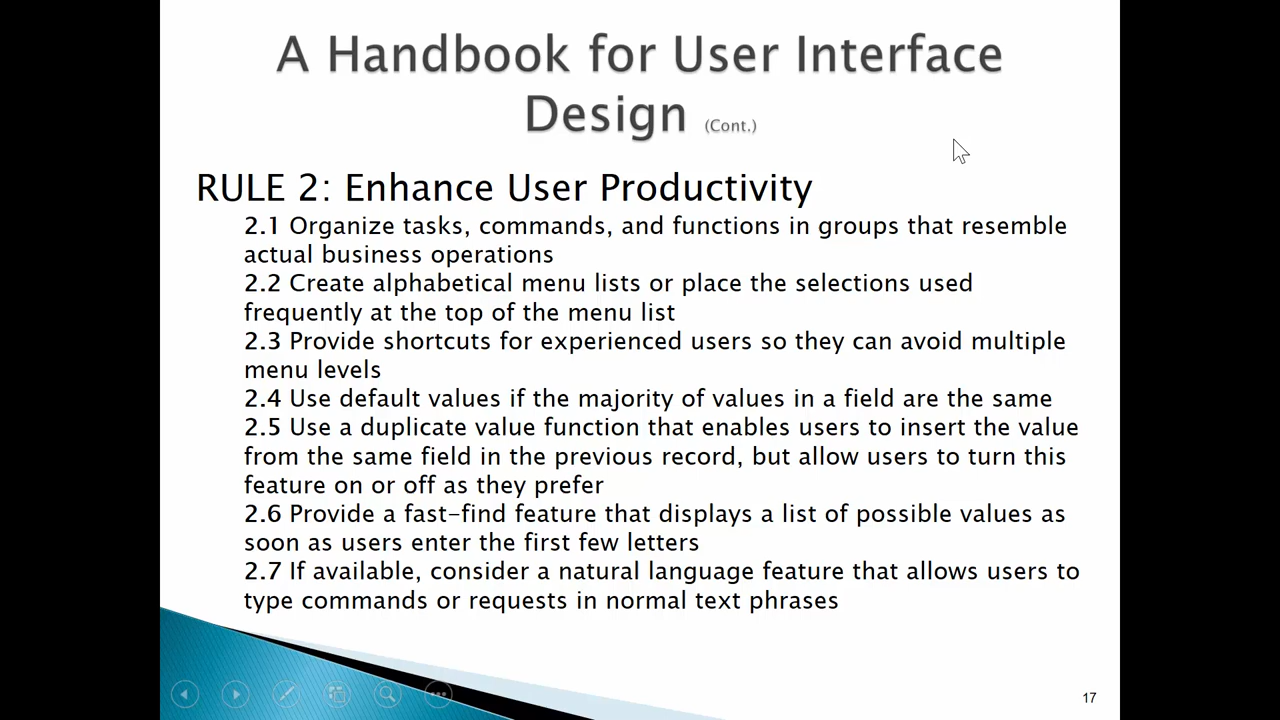 A Handbook for User Interface
Design (Cont.)
RULE 2: Enhance User Productivity
2.1 Organize tasks, commands, and functions in groups that resemble
actual business operations
2.2 Create alphabetical menu lists or place the selections used
frequently at the top of the menu list
2.3 Provide shortcuts for experienced users so they can avoid multiple
menu levels
2.4 Use default values if the majority of values in a field are the same
2.5 Use a duplicate value function that enables users to insert the value
from the same field in the previous record, but allow users to turn this
feature on or off as they prefer
2.6 Provide a fast-find feature that displays a list of possible values as
soon as users enter the first few letters
2.7 If available, consider a natural language feature that allows users to
type commands or requests in normal text phrases
17